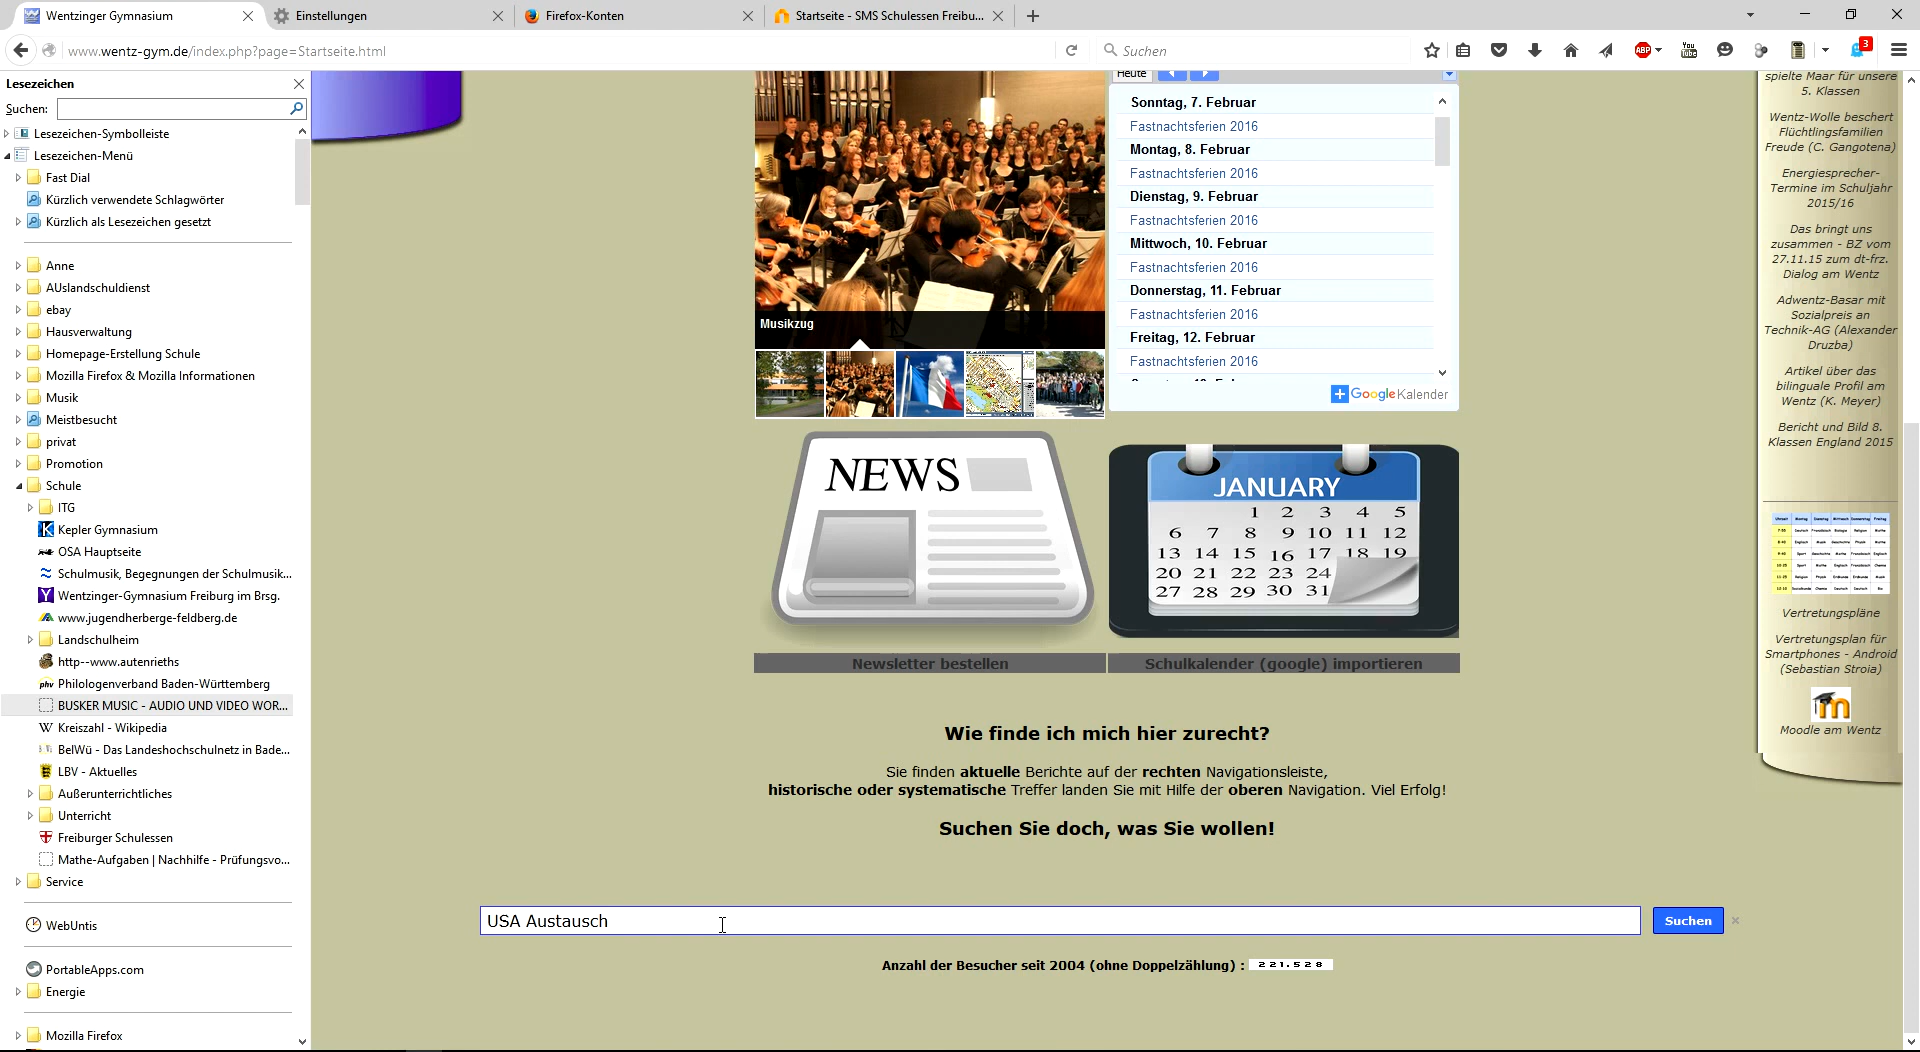 Wentzinger Gymnasium
Einstellungen
Firefox-Konten
Startseite - SMS Schulessen Freibu...
www.wentz-gym.de/index.php?page=Startseite.html
Suchen
ABP
You
3
Lesezeichen
Suchen:
Lesezeichen-Symbolleiste
Lesezeichen-Menü
Fast Dial
Kürzlich verwendete Schlagwörter
Kürzlich als Lesezeichen gesetzt
Anne
AUslandschuldienst
ebay
Hausverwaltung
Homepage-Erstellung Schule
Mozilla Firefox & Mozilla Informationen
Musik
Meistbesucht
privat
Promotion
Schule
ITG
Kepler Gymnasium
OSA Hauptseite
Schulmusik, Begegnungen der Schulmusik...
Wentzinger-Gymnasium Freiburg im Brsg.
www.jugendherberge-feldberg.de
Landschulheim
http--www.autenrieths
phv Philologenverband Baden-Württemberg
BUSKER MUSIC - AUDIO UND VIDEO WOR...
W Kreiszahl - Wikipedia
BelWü - Das Landeshochschulnetz in Bade...
LBV - Aktuelles
Außerunterrichtliches
Unterricht
Freiburger Schulessen
Mathe-Aufgaben | Nachhilfe - Prüfungsvo...
Service
WebUntis
PortableApps.com
Energie
Mozilla Firefox
Musikzug
Heute
Sonntag, 7. Februar
Fastnachtsferien 2016
Montag, 8. Februar
Fastnachtsferien 2016
Dienstag, 9. Februar
Fastnachtsferien 2016
Mittwoch, 10. Februar
Fastnachtsferien 2016
Donnerstag, 11. Februar
Fastnachtsferien 2016
Freitag, 12. Februar
Fastnachtsferien 2016
Google Kalender
NEWS
JANUARY
1 2 3 4 5
6 7 8 9 10 11 12
13 14 15 16 17 18 19
20 21 22 23 24
27 28 29 30 31
Newsletter bestellen
Schulkalender (google) importieren
Wie finde ich mich hier zurecht?
Sie finden aktuelle Berichte auf der rechten Navigationsleiste,
historische oder systematische Treffer landen Sie mit Hilfe der oberen Navigation. Viel Erfolg!
Suchen Sie doch, was Sie wollen!
USA Austausch
Suchen
Anzahl der Besucher seit 2004 (ohne Doppelzählung) : 221.528
spielte Maar für unsere
5. Klassen
Wentz-Wolle beschert
Flüchtlingsfamilien
Freude (C. Gangotena)
Energiesprecher-
Termine im Schuljahr
2015/16
Das bringt uns
zusammen - BZ vom
27.11.15 zum dt-frz.
Dialog am Wentz
Adwentz-Basar mit
Sozialpreis an
Technik-AG (Alexander
Druzba)
Artikel über das
bilinguale Profil am
Wentz (K. Meyer)
Bericht und Bild 8.
Klassen England 2015
Vertretungspläne
Vertretungsplan für
Smartphones - Android
(Sebastian Stroia)
Moodle am Wentz